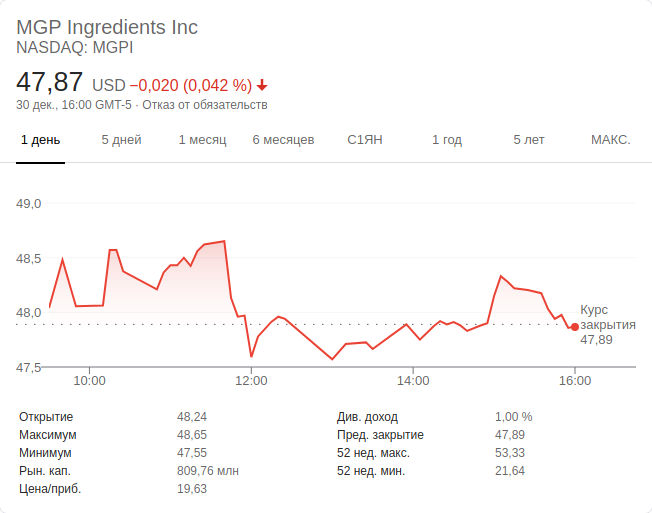 MGP Ingredients Inc
NASDAQ: MGPI
47,87 USD −0,020 (0,042 %)
30 дек., 16:00 GMT-5 · Отказ от обязательств
1 день 5 дней 1 месяц 6 месяцев С1ЯН 1 год 5 лет МАКС.
49,0
48,5
48,0
47,5
Курс
закрытия
47,89
10:00 12:00 14:00 16:00
Открытие 48,24 Див. доход 1,00 %
Максимум 48,65 Пред. закрытие 47,89
Минимум 47,55 52 нед. макс. 53,33
Рын. кап. 809,76 млн 52 нед. мин. 21,64
Цена/приб. 19,63